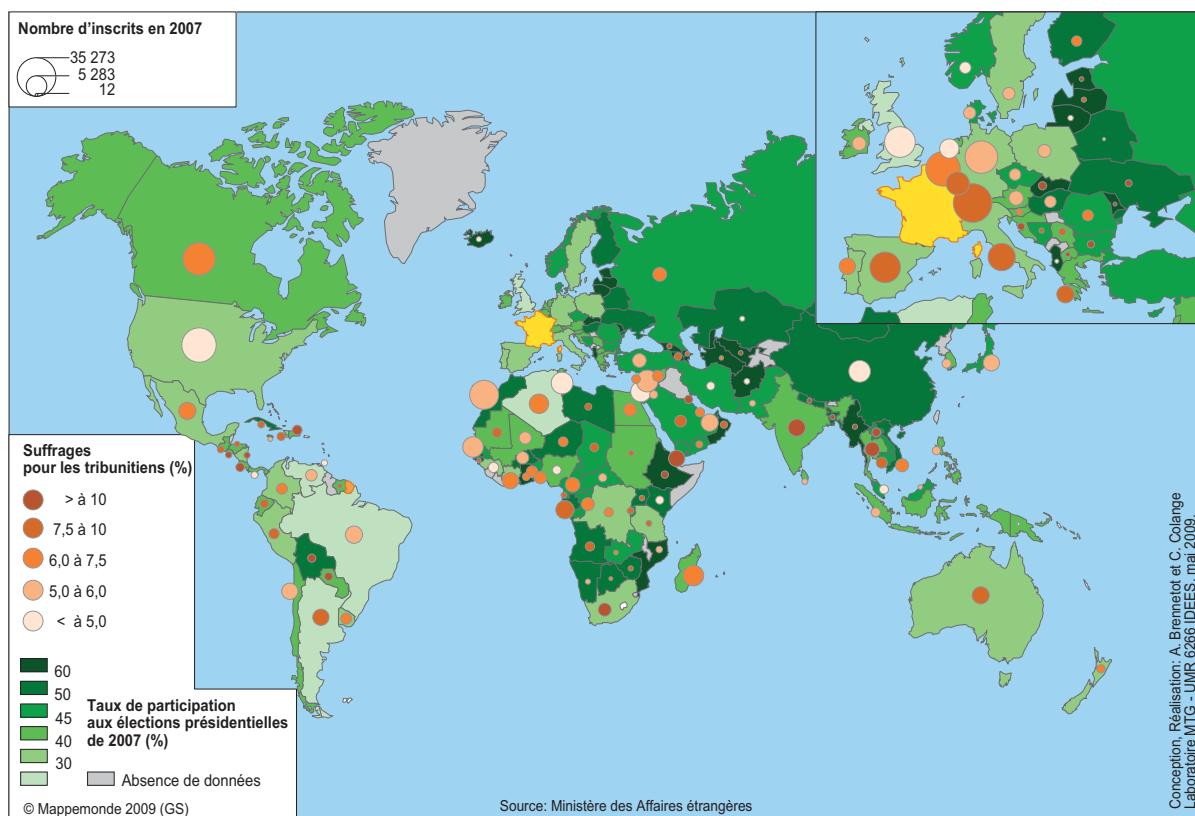 Nombre d'inscrits en 2007
35 273
5 283
12
Suffrages
pour les tribunitiens (%)
> à 10
7,5 à 10
6,0 à 7,5
5,0 à 6,0
< à 5,0
60
50
45
40
30
Taux de participation
aux élections présidentielles
de 2007 (%)
Absence de données
© Mappemonde 2009 (GS)
Source: Ministère des Affaires étrangères
Conception, Réalisation: A. Brennetot et C. Colange
Laboratoire MTG - UMR 6266 IDEES, mai 2009.